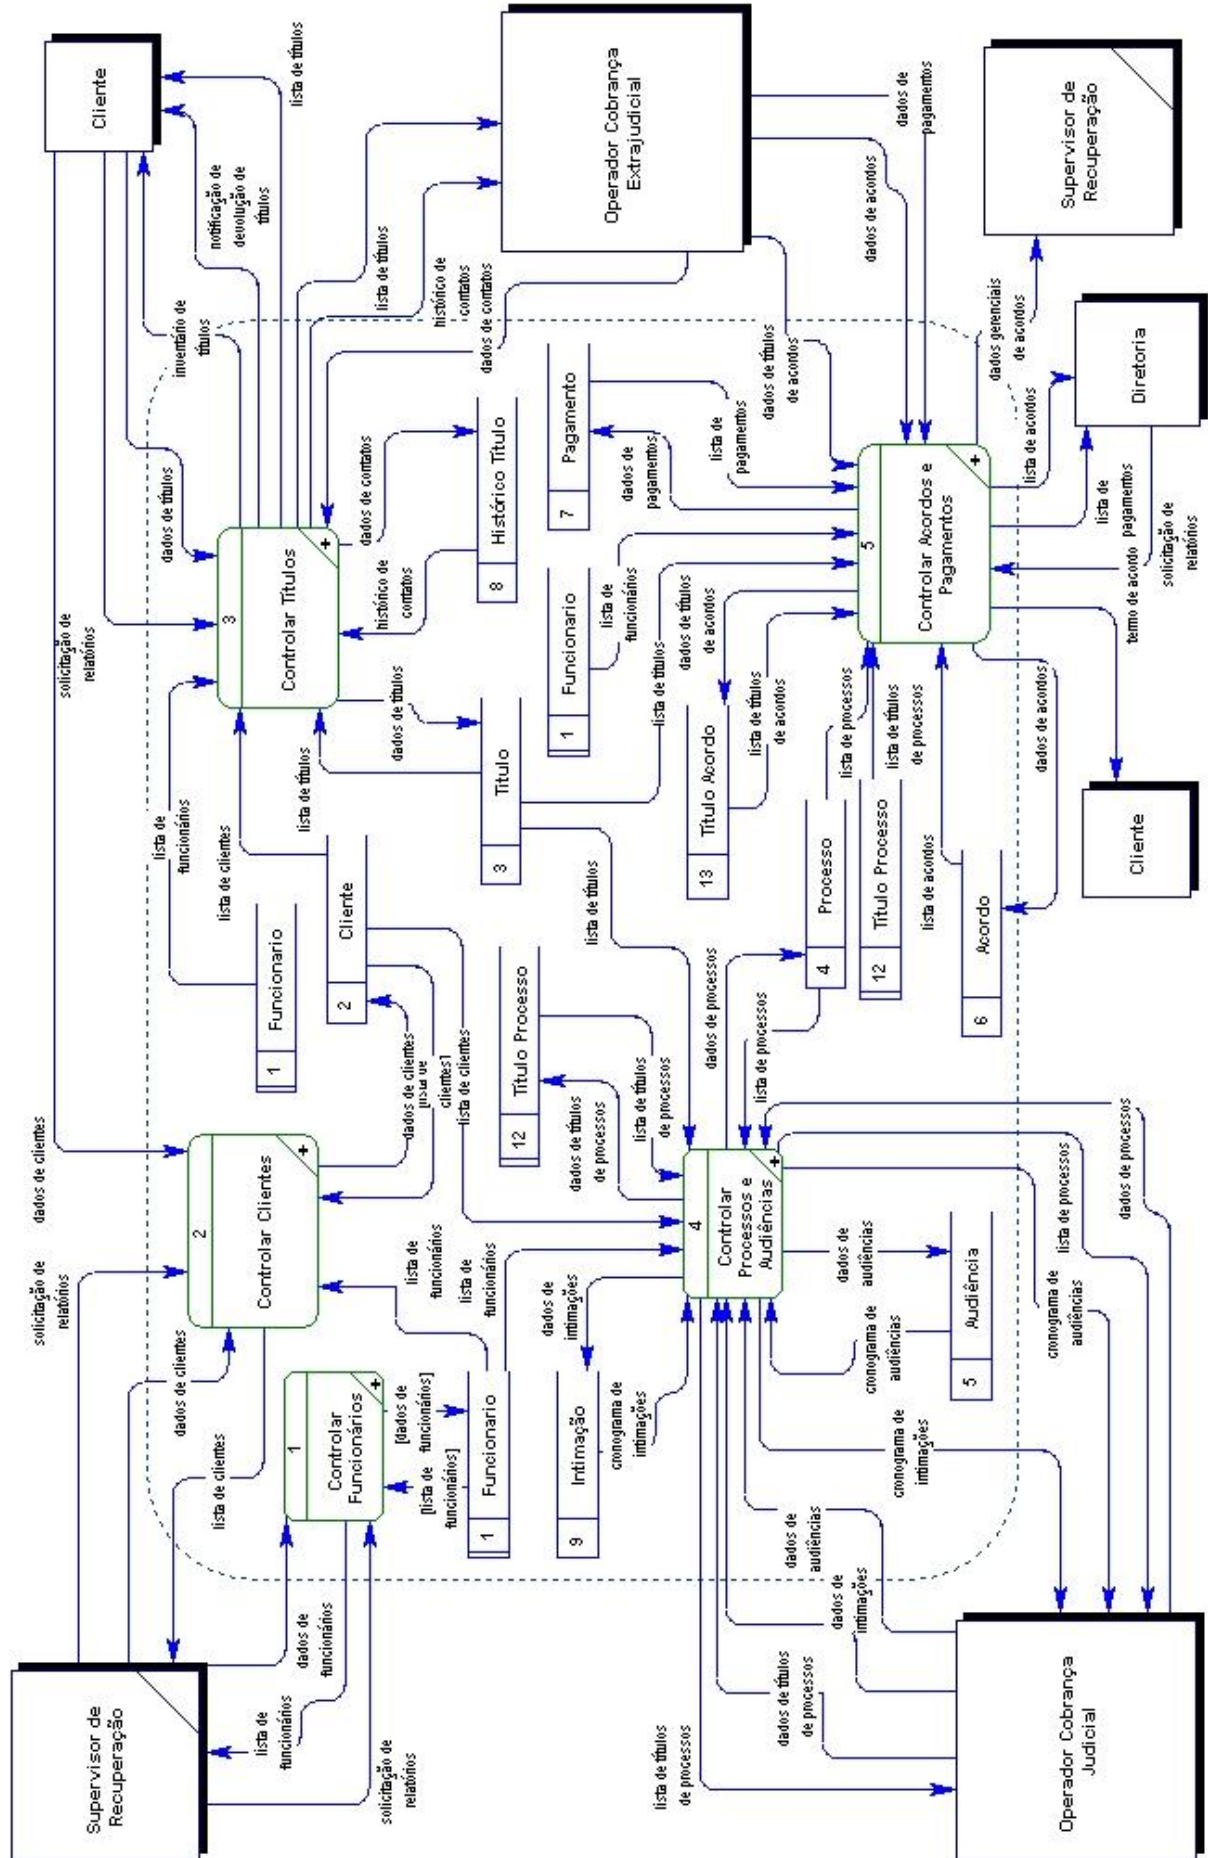 Supervisor de
Recuperação
solicitação de
relatórios
dados de clientes
lista de clientes
dados de
funcionários
lista de
funcionários
solicitação de
relatórios
2
Controlar Clientes
+
dados de clientes
1
Controlar
Funcionários
+
[dados de
funcionários]
[lista de
funcionários]
1
Funcionario
lista de
funcionários
lista de
funcionários
1
Funcionario
lista de
funcionários
2
Cliente
lista de clientes
dados de clientes
[lista de
clientes]
lista de clientes
solicitação de
relatórios
Cliente
dados de títulos
inventário de
títulos
notificação de
devolução de
títulos
lista de títulos
3
Controlar Títulos
+
lista de títulos
histórico de
contatos
dados de contatos
dados de contatos
histórico de
contatos
8
Histórico Título
dados de títulos
lista de títulos
3
Título
lista de títulos
lista de títulos
Operador Cobrança
Extrajudicial
dados de títulos
de acordos
dados de acordos
dados de
pagamentos
7
Pagamento
dados de
pagamentos
lista de
pagamentos
1
Funcionario
lista de
funcionários
13
Título Acordo
dados de títulos
de acordos
lista de títulos
de acordos
4
Processo
lista de processos
12
Título Processo
lista de títulos
de processos
6
Acordo
lista de acordos
dados de acordos
5
Controlar Acordos e
Pagamentos
+
dados gerenciais
de acordos
Supervisor de
Recuperação
lista de acordos
lista de
pagamentos
solicitação de
relatórios
Diretoria
termo de acordo
Cliente
12
Título Processo
dados de títulos
de processos
lista de títulos
de processos
dados de processos
lista de processos
4
Controlar
Processos e
Audiências
+
9
Intimação
dados de
intimações
cronograma de
intimações
5
Audiência
dados de
audiências
cronograma de
audiências
lista de títulos
de processos
dados de títulos
de processos
dados de
intimações
dados de
audiências
cronograma de
intimações
cronograma de
audiências
lista de processos
dados de processos
Operador Cobrança
Judicial